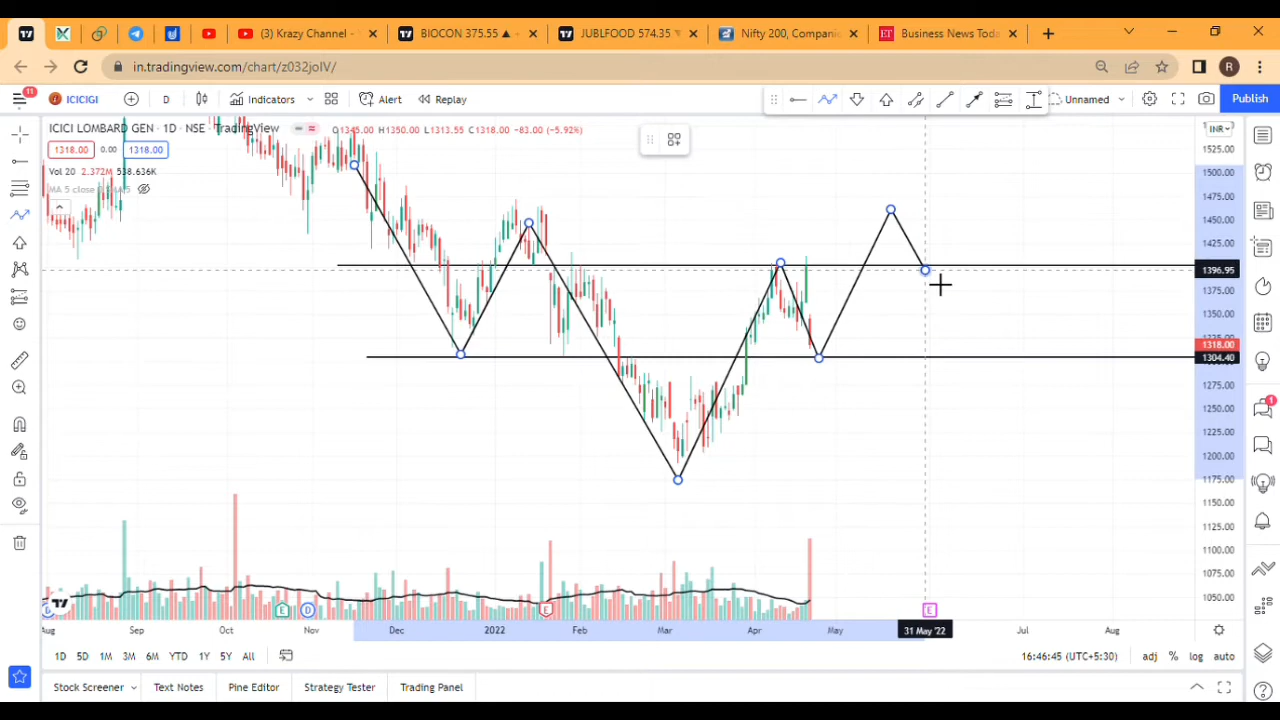 (3) Krazy Channel -
BIOCON 375.55 ▲
JUBLFOOD 574.35 ▼
Nifty 200, Companie
ET Business News Toda
in.tradingview.com/chart/z032joIV/
R
11
ICICIGI
D
Indicators
Alert
Replay
Unnamed
Publish
ICICI LOMBARD GEN · 1D · NSE · TradingView
H1350.00 L1313.55 C1318.00 -83.00 (-5.92%)
INR
1318.00 0.00 1318.00
Vol 20 2.372M 538.636K
1525.00
1500.00
1475.00
1450.00
1425.00
1396.95
1375.00
1350.00
1318.00
1304.40
1275.00
1250.00
1225.00
1200.00
1175.00
1150.00
1125.00
1100.00
1075.00
1050.00
1
D E D E E
Aug Sep Oct Nov Dec 2022 Feb Mar Apr May 31 May '22 Jul Aug
1D 5D 1M 3M 6M YTD 1Y 5Y All
16:46:45 (UTC+5:30) adj % log auto
Stock Screener Text Notes Pine Editor Strategy Tester Trading Panel